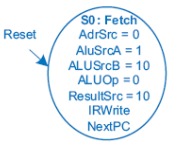 S0: Fetch
Reset
AdrSrc = 0
AluSrcA = 1
ALUSrcB = 10
ALUOp = 0
ResultSrc = 10
IRWrite
NextPC